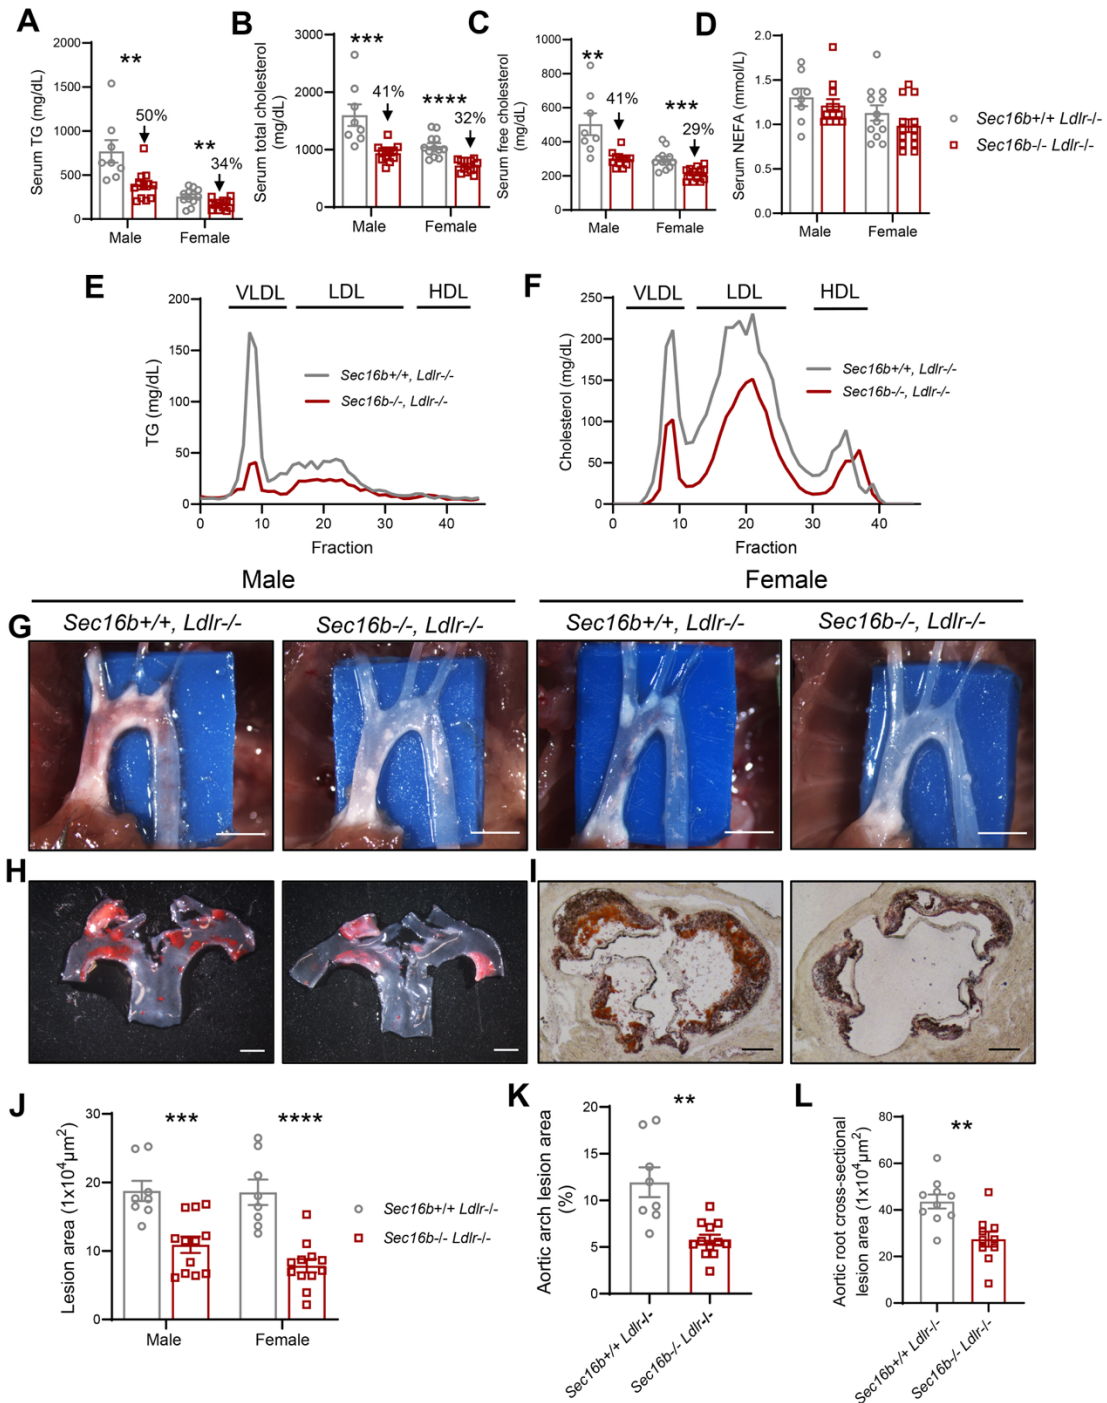 A
Serum TG (mg/dL)
2000
1500
1000
500
0
**
50%
**
34%
Male
Female
B
Serum total cholesterol
(mg/dL)
3000
2000
1000
0
***
41%
****
32%
Male
Female
C
Serum free cholesterol
(mg/dL)
1000
800
600
400
200
0
**
41%
***
29%
Male
Female
D
Serum NEFA (mmol/L)
2.0
1.5
1.0
0.5
0.0
Male
Female
Sec16b+/+ Ldlr-/-
Sec16b-/- Ldlr-/-
E
TG (mg/dL)
200
150
100
50
0
VLDL
LDL
HDL
Sec16b+/+, Ldlr-/-
Sec16b-/-, Ldlr-/-
0 10 20 30 40
Fraction
F
Cholesterol (mg/dL)
250
200
150
100
50
0
VLDL
LDL
HDL
Sec16b+/+, Ldlr-/-
Sec16b-/-, Ldlr-/-
0 10 20 30 40
Fraction
Male
Female
G
Sec16b+/+, Ldlr-/-
Sec16b-/-, Ldlr-/-
Sec16b+/+, Ldlr-/-
Sec16b-/-, Ldlr-/-
H
I
J
Lesion area (1x10⁴µm²)
30
20
10
0
***
****
Male
Female
Sec16b+/+ Ldlr-/-
Sec16b-/- Ldlr-/-
K
Aortic arch lesion area
(%)
20
15
10
5
0
**
Sec16b+/+ Ldlr-/-
Sec16b-/- Ldlr-/-
L
Aortic root cross-sectional
lesion area (1x10⁴µm²)
80
60
40
20
0
**
Sec16b+/+ Ldlr-/-
Sec16b-/- Ldlr-/-